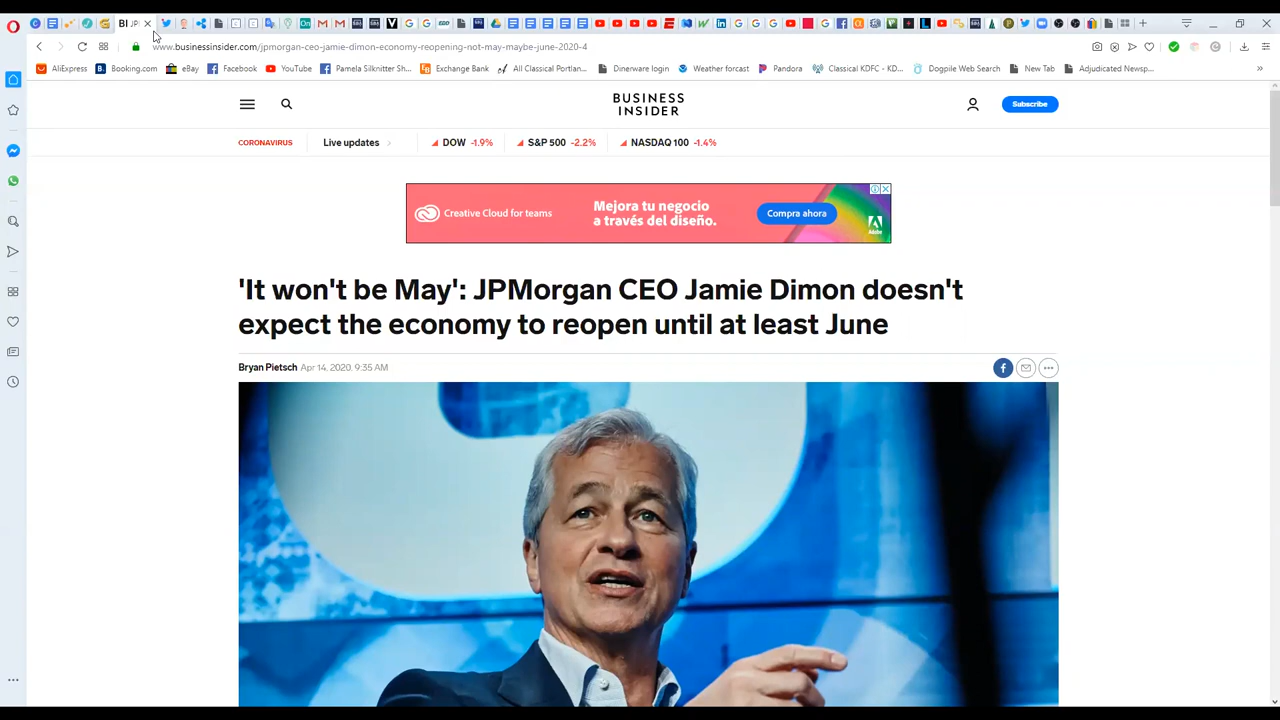 BI JP
www.businessinsider.com/jpmorgan-ceo-jamie-dimon-economy-reopening-not-may-maybe-june-2020-4
AliExpress Booking.com eBay Facebook YouTube Pamela Silknitter Sh... Exchange Bank All Classical Portlan... Dinerware login Weather forcast Pandora Classical KDFC - KD... Dogpile Web Search New Tab Adjudicated Newsp...
BUSINESS
INSIDER
Subscribe
CORONAVIRUS Live updates DOW -1.9% S&P 500 -2.2% NASDAQ 100 -1.4%
Creative Cloud for teams
Mejora tu negocio
a través del diseño.
Compra ahora
Adobe
'It won't be May': JPMorgan CEO Jamie Dimon doesn't
expect the economy to reopen until at least June
Bryan Pietsch Apr 14, 2020, 9:35 AM